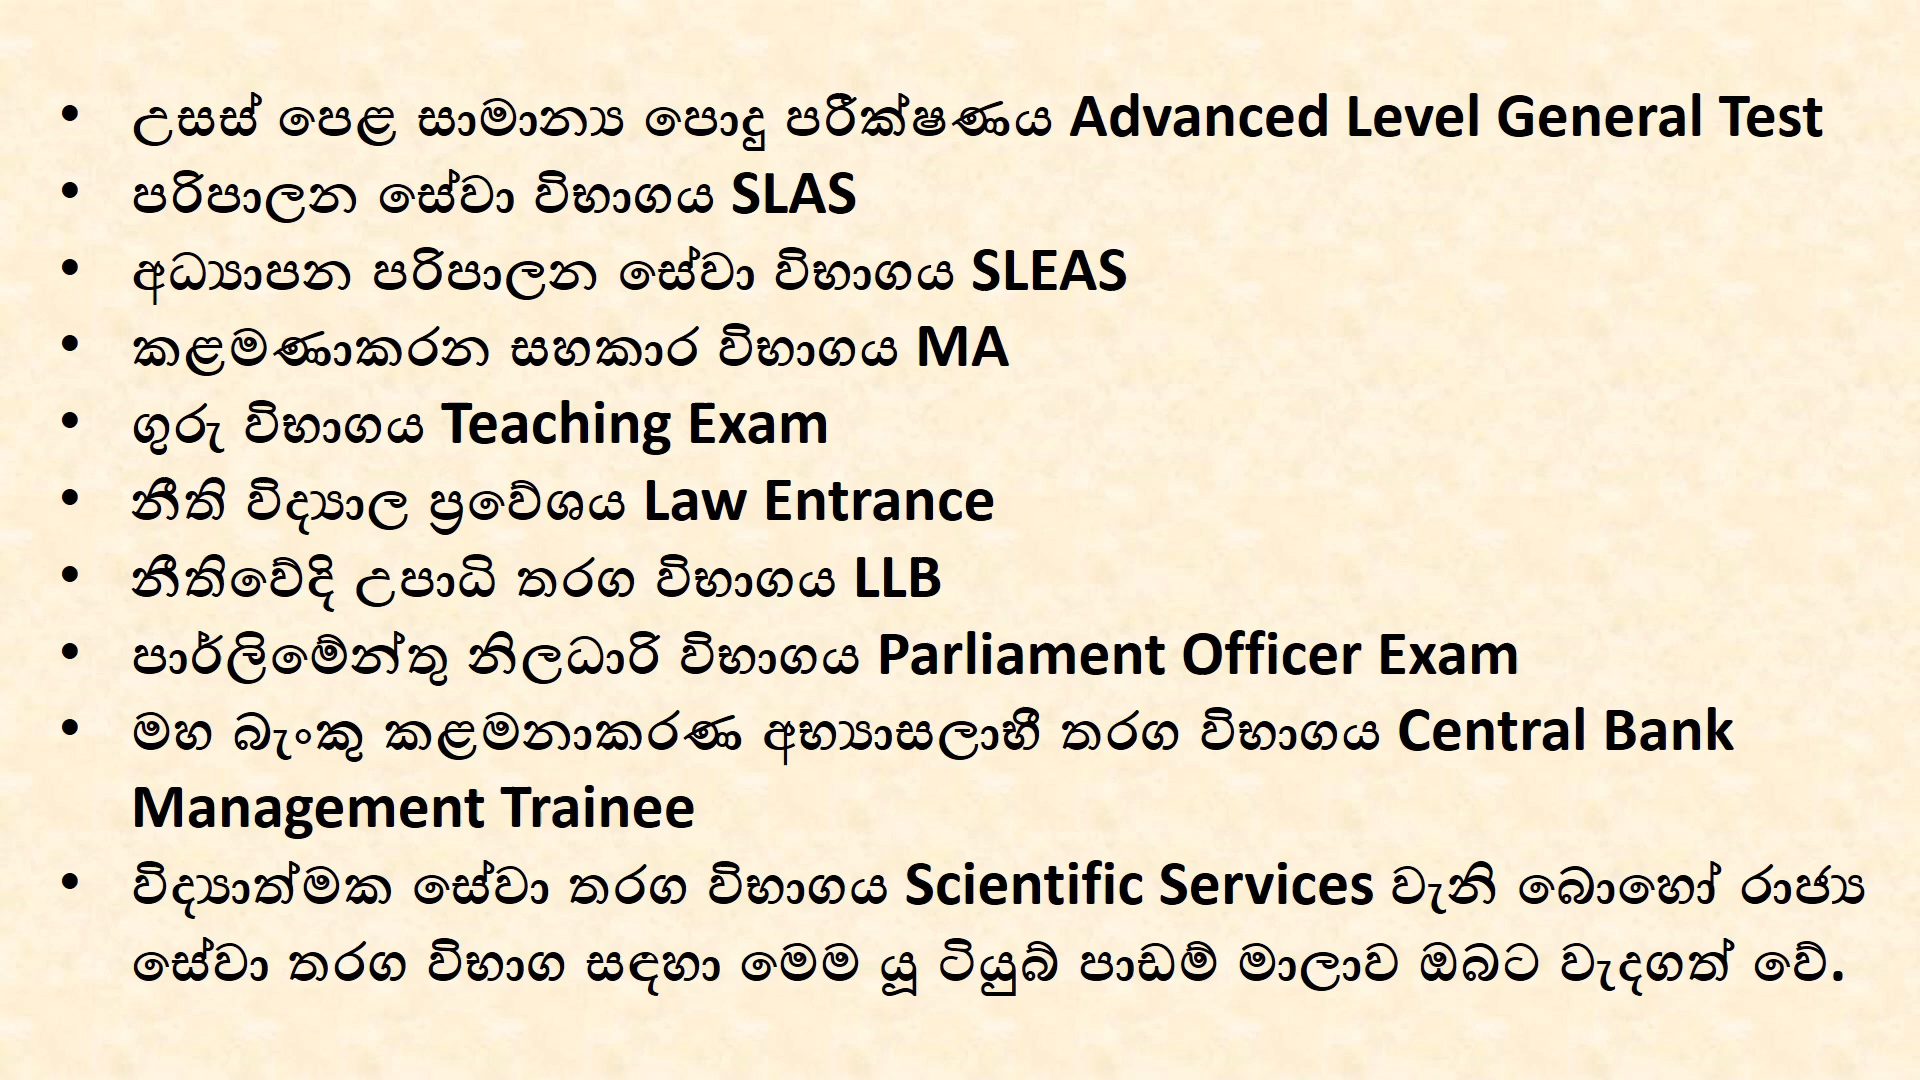 • උසස් පෙළ සාමාන්‍ය පොදු පරීක්ෂණය Advanced Level General Test
• පරිපාලන සේවා විභාගය SLAS
• අධ්‍යාපන පරිපාලන සේවා විභාගය SLEAS
• කළමණාකරන සහකාර විභාගය MA
• ගුරු විභාගය Teaching Exam
• නීති විද්‍යාල ප්‍රවේශය Law Entrance
• නීතිවේදි උපාධි තරග විභාගය LLB
• පාර්ලිමේන්තු නිලධාරි විභාගය Parliament Officer Exam
• මහ බැංකු කළමනාකරණ අභ්‍යාසලාභී තරග විභාගය Central Bank
Management Trainee
• විද්‍යාත්මක සේවා තරග විභාගය Scientific Services වැනි බොහෝ රාජ්‍ය
සේවා තරග විභාග සඳහා මෙම යූ ටියුබ් පාඩම් මාලාව ඔබට වැදගත් වේ.